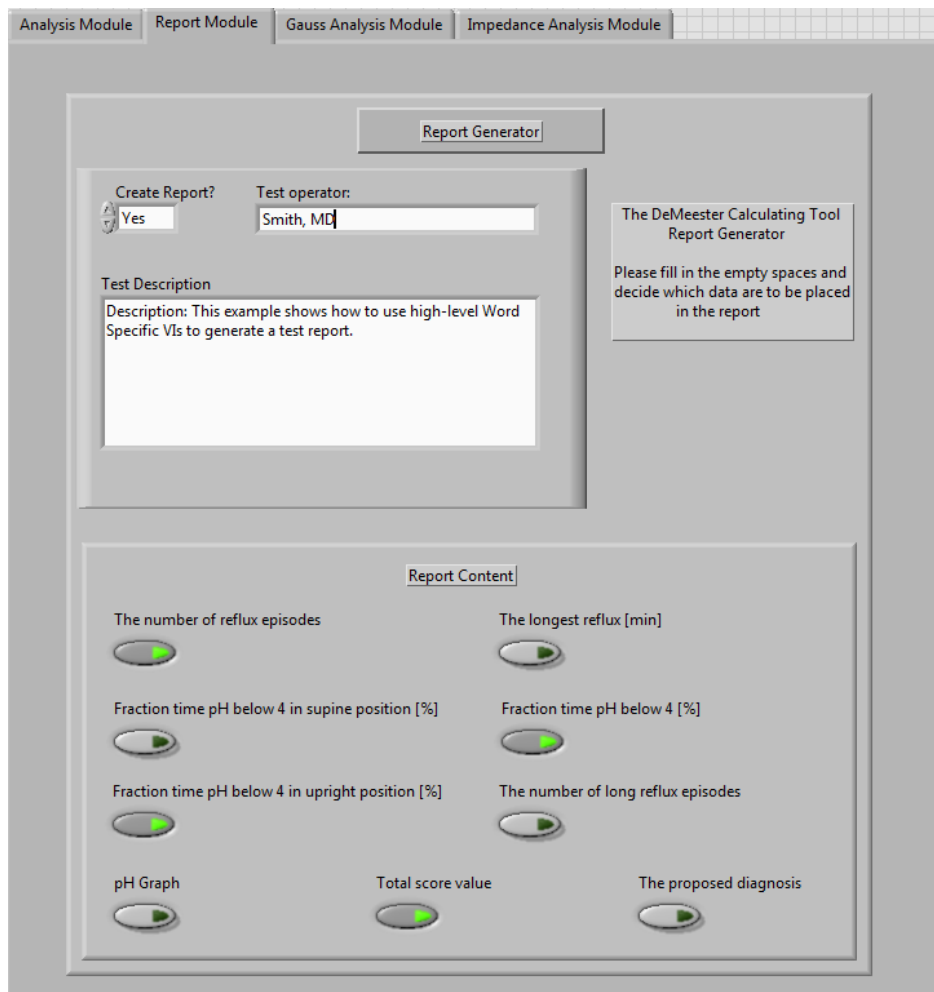 Analysis Module
Report Module
Gauss Analysis Module
Impedance Analysis Module
Report Generator
Create Report?
Test operator:
Yes
Smith, MD
Test Description
Description: This example shows how to use high-level Word
Specific VIs to generate a test report.
The DeMeester Calculating Tool
Report Generator
Please fill in the empty spaces and
decide which data are to be placed
in the report
Report Content
The number of reflux episodes
The longest reflux [min]
Fraction time pH below 4 in supine position [%]
Fraction time pH below 4 [%]
Fraction time pH below 4 in upright position [%]
The number of long reflux episodes
pH Graph
Total score value
The proposed diagnosis